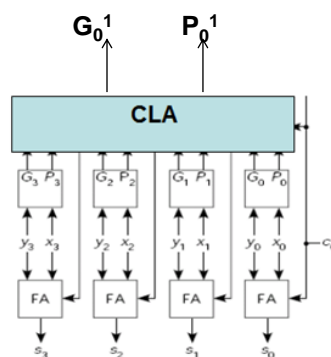 G₀¹ P₀¹
CLA
G₃ P₃ G₂ P₂ G₁ P₁ G₀ P₀
y₃ x₃ y₂ x₂ y₁ x₁ y₀ x₀
FA FA FA FA
s₃ s₂ s₁ s₀